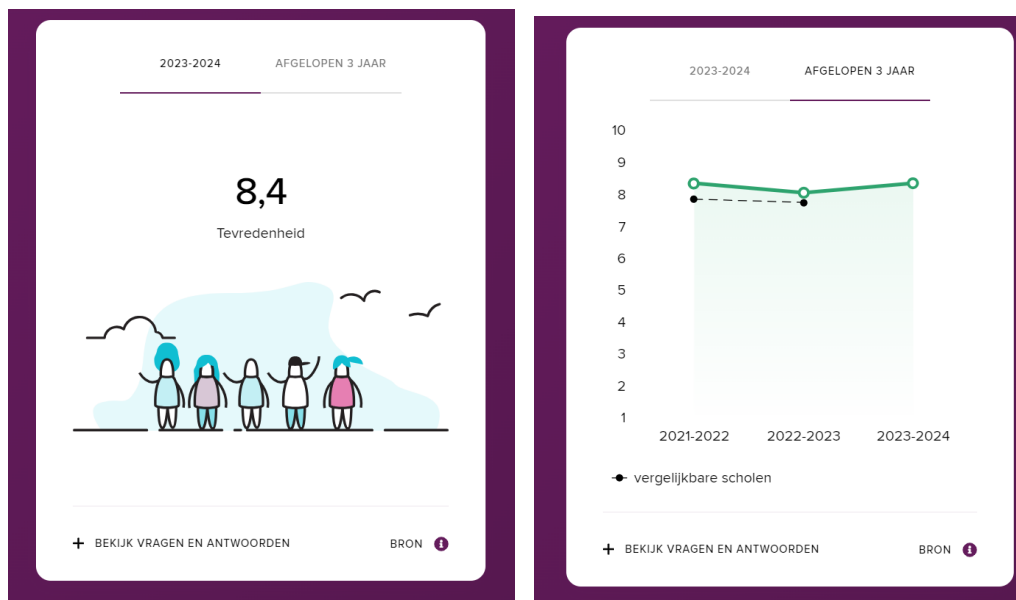 2023-2024 AFGELOPEN 3 JAAR
8,4
Tevredenheid
+ BEKIJK VRAGEN EN ANTWOORDEN BRON i
2023-2024 AFGELOPEN 3 JAAR
10
9
8
7
6
5
4
3
2
1
2021-2022 2022-2023 2023-2024
vergelijkbare scholen
+ BEKIJK VRAGEN EN ANTWOORDEN BRON i